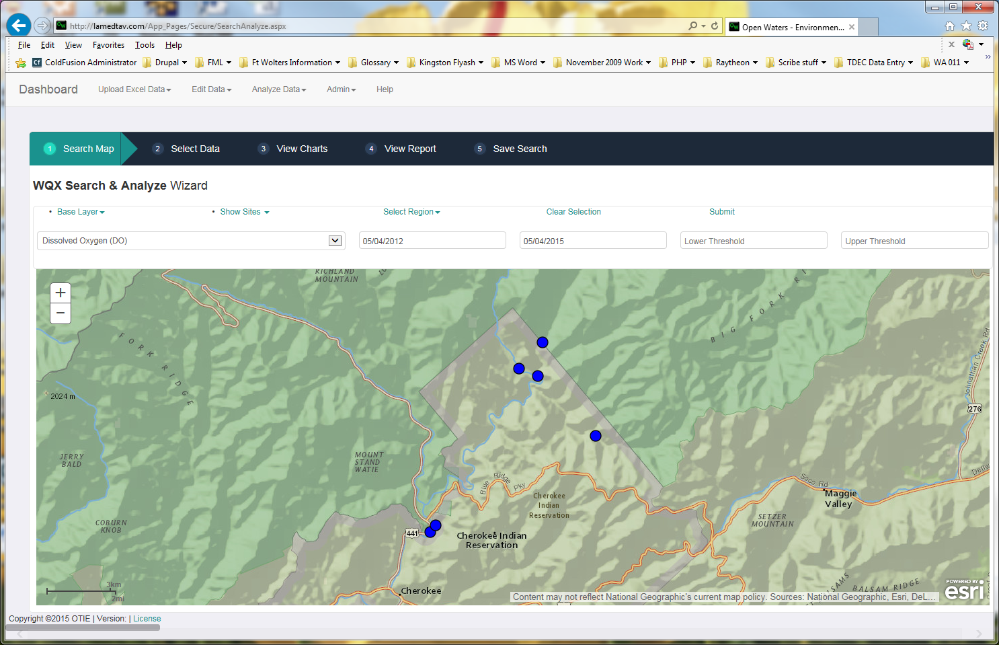 http://lamedtav.com/App_Pages/Secure/SearchAnalyze.aspx
Open Waters - Environmen...
File Edit View Favorites Tools Help
ColdFusion Administrator Drupal FML Ft Wolters Information Glossary Kingston Flyash MS Word November 2009 Work PHP Raytheon Scribe stuff TDEC Data Entry WA 011
Dashboard Upload Excel Data Edit Data Analyze Data Admin Help
1 Search Map 2 Select Data 3 View Charts 4 View Report 5 Save Search
WQX Search & Analyze Wizard
• Base Layer • Show Sites Select Region Clear Selection Submit
Dissolved Oxygen (DO) 05/04/2012 05/04/2015 Lower Threshold Upper Threshold
RICHLAND
MOUNTAIN
+
−
BIG FORK RI
FORK RIDGE
Johnathan Creek Rd
2024 m
276
MOUNT
STAND
WATIE
JERRY
BALD
Blue Ridge Pky
Soco Rd
Dellw
Maggie
Valley
Cherokee
Indian
Reservation
SETZER
MOUNTAIN
COBURN
KNOB
441
Cherokee Indian
Reservation
3km
2mi
Cherokee
BALSAM RIDGE
Content may not reflect National Geographic's current map policy. Sources: National Geographic, Esri, DeL...
POWERED BY
esri
Copyright ©2015 OTIE | Version: | License